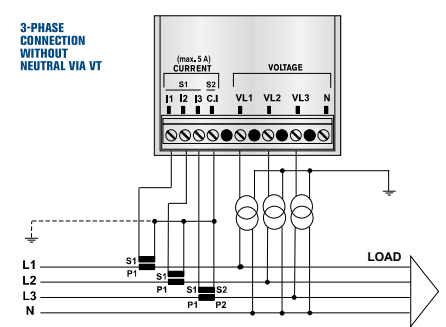 3-PHASE
CONNECTION
WITHOUT
NEUTRAL VIA VT
(max. 5 A)
CURRENT
VOLTAGE
S1 S2
I1 I2 I3 C.I VL1 VL2 VL3 N
L1 S1 LOAD
P1
L2 S1
P1
L3 S1 S2
N P1 P2